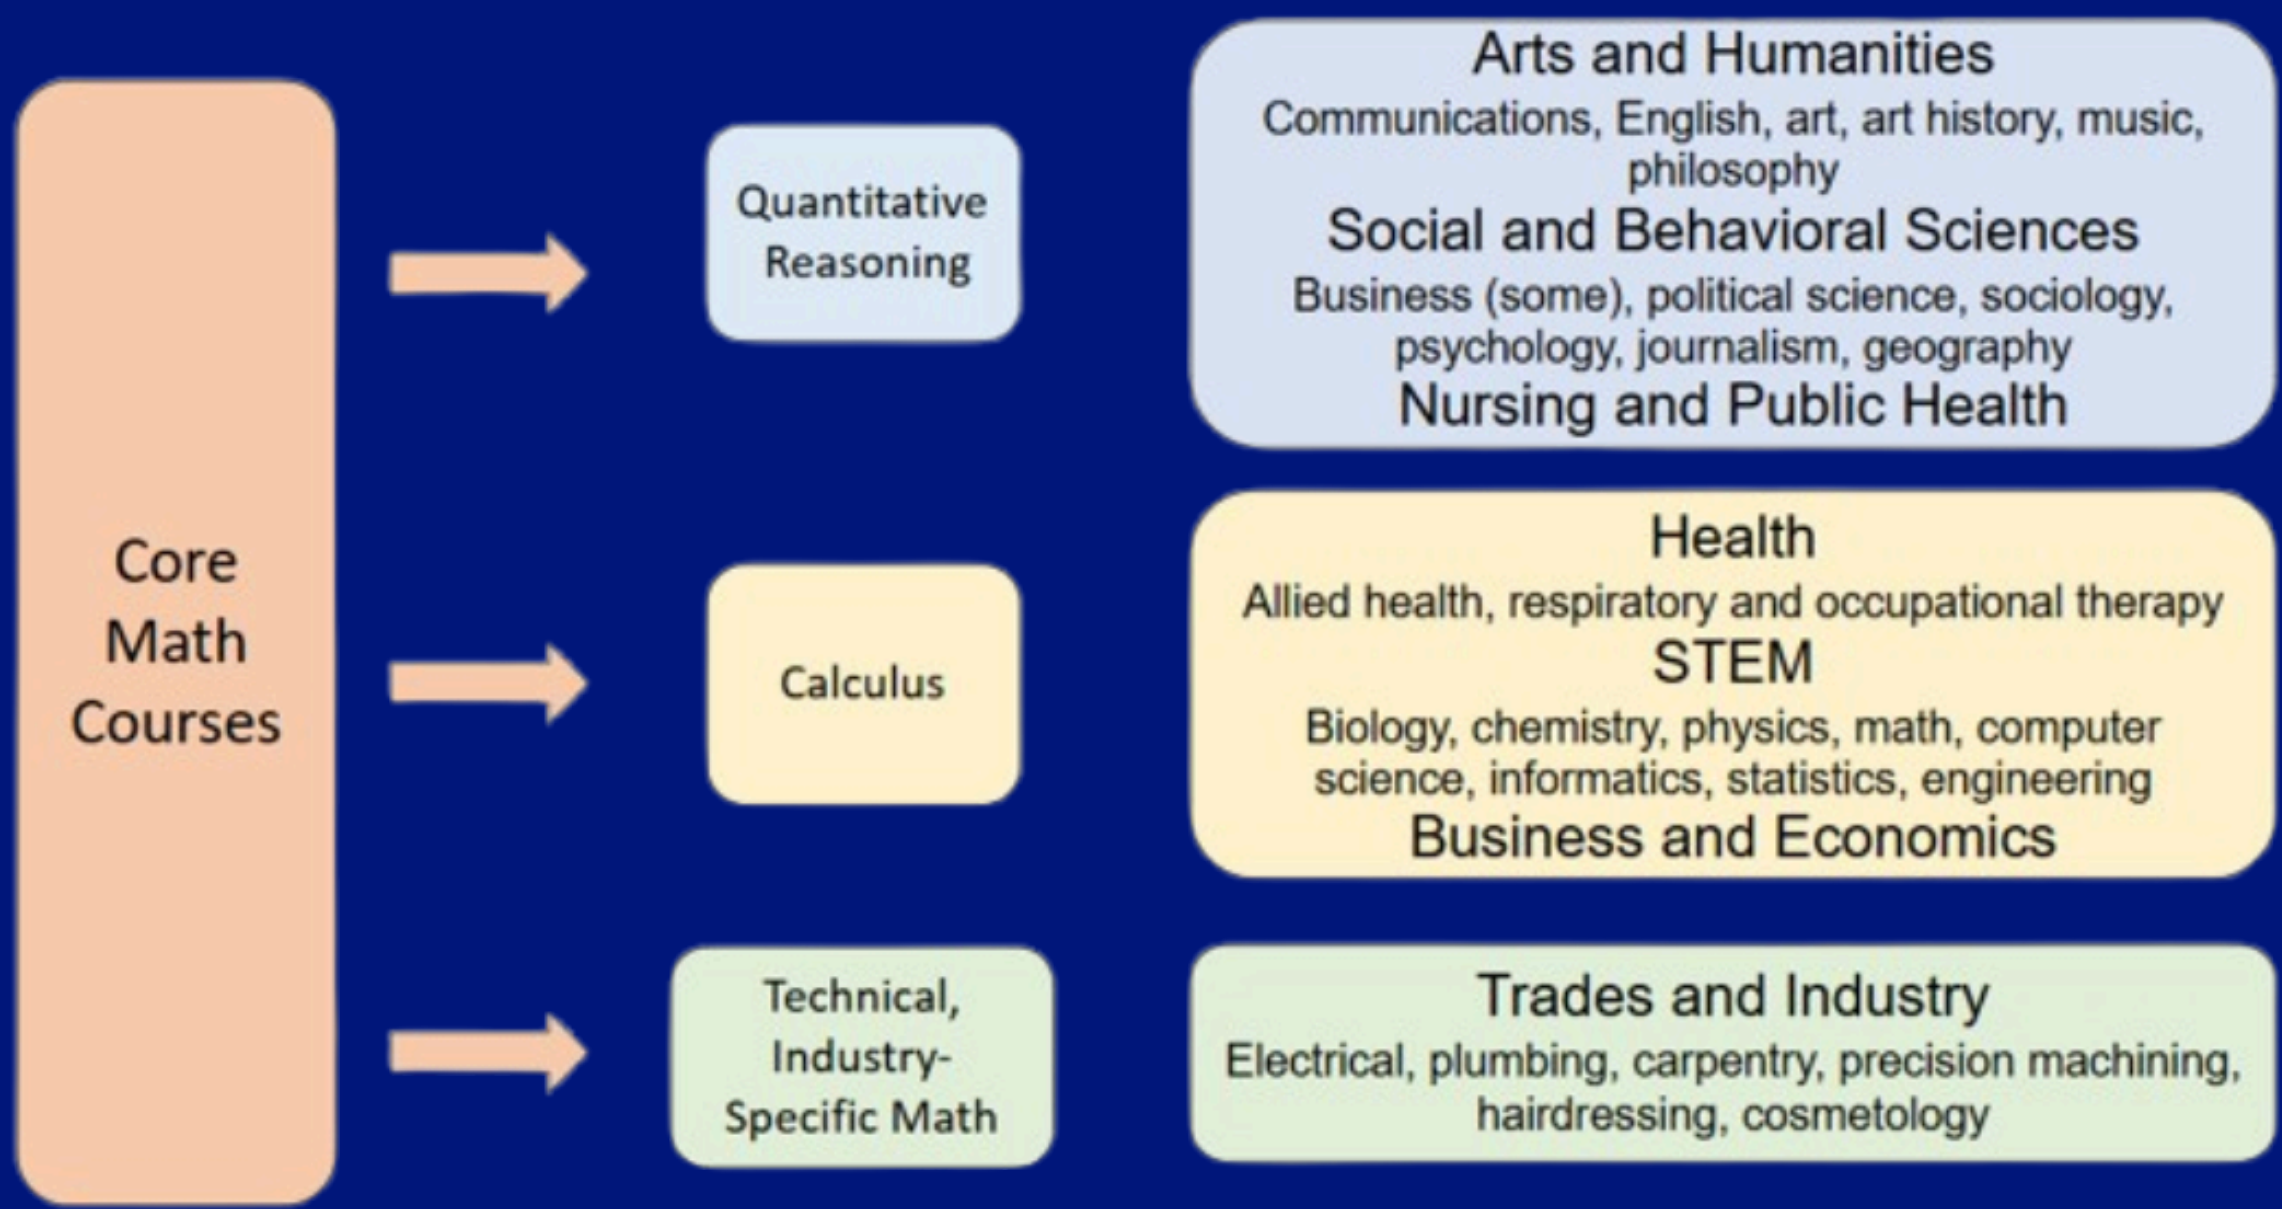 Core
Math
Courses
Quantitative
Reasoning
Arts and Humanities
Communications, English, art, art history, music,
philosophy
Social and Behavioral Sciences
Business (some), political science, sociology,
psychology, journalism, geography
Nursing and Public Health
Calculus
Health
Allied health, respiratory and occupational therapy
STEM
Biology, chemistry, physics, math, computer
science, informatics, statistics, engineering
Business and Economics
Technical,
Industry-
Specific Math
Trades and Industry
Electrical, plumbing, carpentry, precision machining,
hairdressing, cosmetology